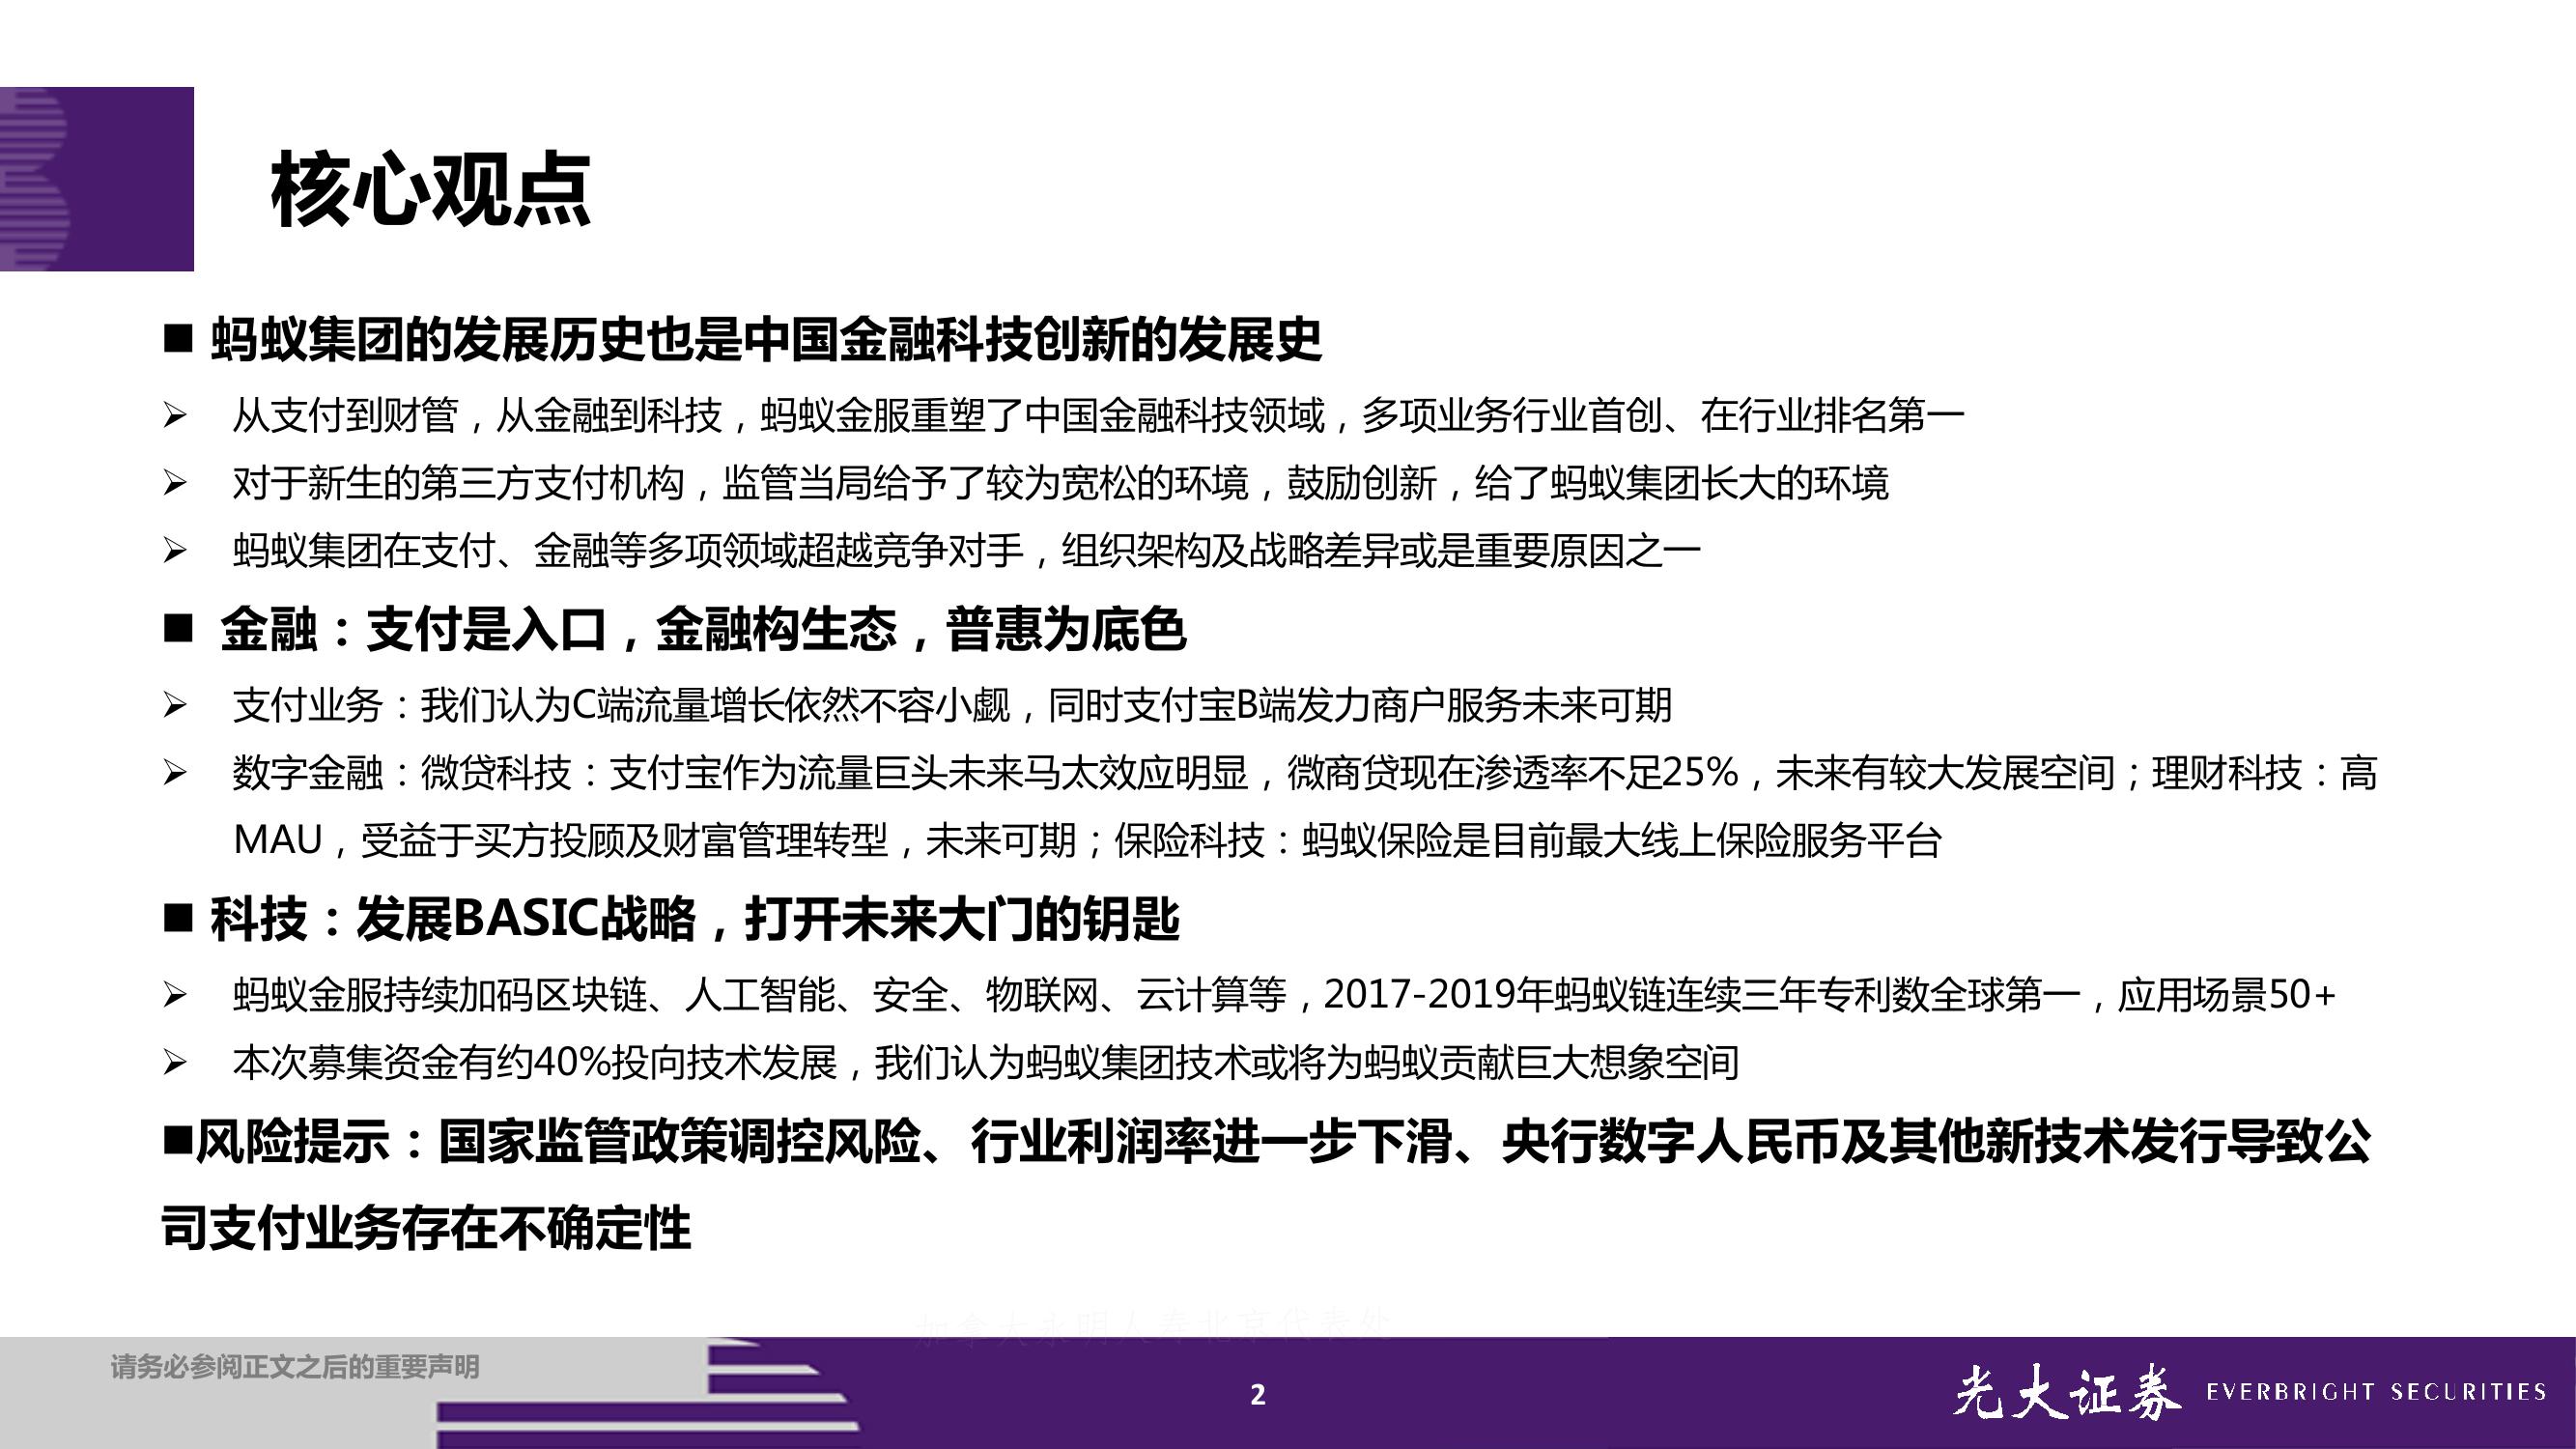 核心观点
■ 蚂蚁集团的发展历史也是中国金融科技创新的发展史
➢ 从支付到财管，从金融到科技，蚂蚁金服重塑了中国金融科技领域，多项业务行业首创、在行业排名第一
➢ 对于新生的第三方支付机构，监管当局给予了较为宽松的环境，鼓励创新，给了蚂蚁集团长大的环境
➢ 蚂蚁集团在支付、金融等多项领域超越竞争对手，组织架构及战略差异或是重要原因之一
■ 金融：支付是入口，金融构生态，普惠为底色
➢ 支付业务：我们认为C端流量增长依然不容小觑，同时支付宝B端发力商户服务未来可期
➢ 数字金融：微贷科技：支付宝作为流量巨头未来马太效应明显，微商贷现在渗透率不足25%，未来有较大发展空间；理财科技：高
MAU，受益于买方投顾及财富管理转型，未来可期；保险科技：蚂蚁保险是目前最大线上保险服务平台
■ 科技：发展BASIC战略，打开未来大门的钥匙
➢ 蚂蚁金服持续加码区块链、人工智能、安全、物联网、云计算等，2017-2019年蚂蚁链连续三年专利数全球第一，应用场景50+
➢ 本次募集资金有约40%投向技术发展，我们认为蚂蚁集团技术或将为蚂蚁贡献巨大想象空间
■风险提示：国家监管政策调控风险、行业利润率进一步下滑、央行数字人民币及其他新技术发行导致公
司支付业务存在不确定性
加拿大永明人寿北京代表处
请务必参阅正文之后的重要声明
2
光大证券 EVERBRIGHT SECURITIES